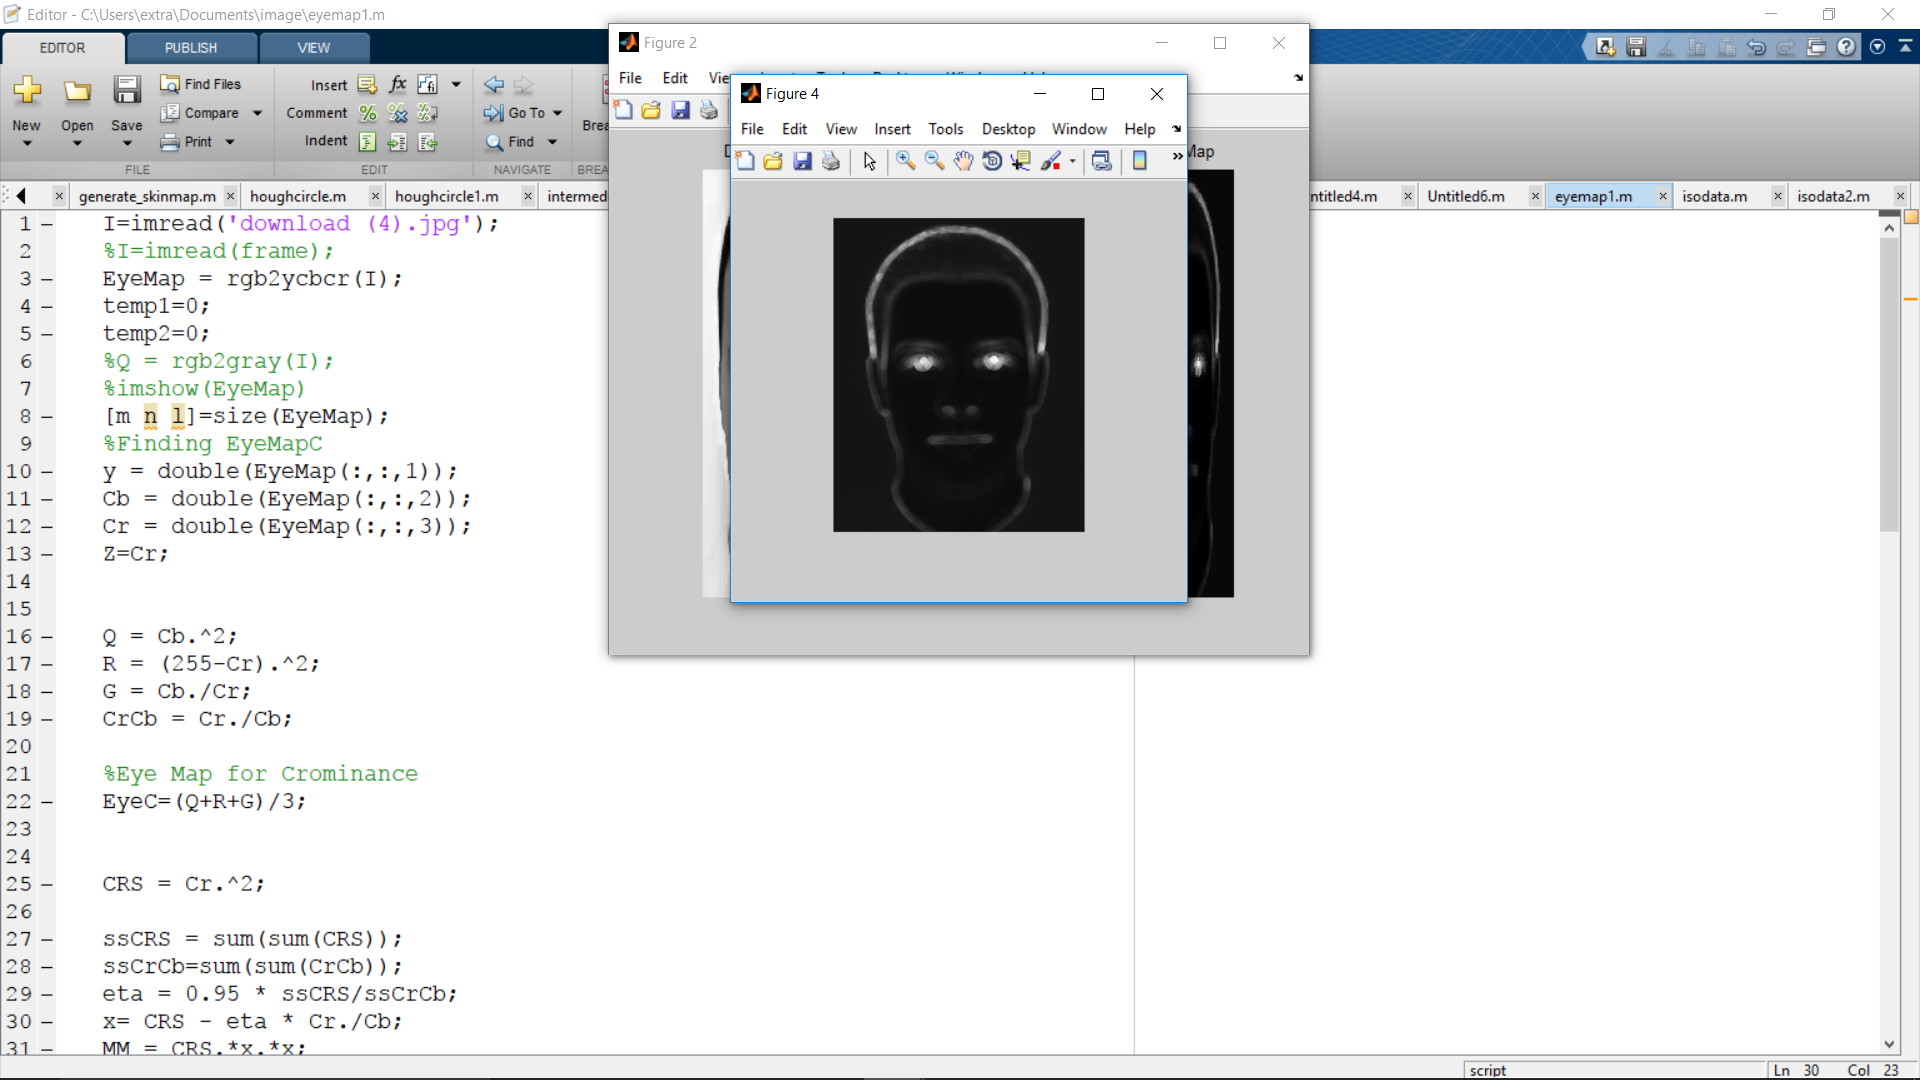 Editor - C:\Users\extra\Documents\image\eyemap1.m
EDITOR PUBLISH VIEW
New
Open
Save
Find Files
Compare
Print
FILE
Insert
Comment
Indent
EDIT
Go To
Find
NAVIGATE
generate_skinmap.m houghcircle.m houghcircle1.m eyemap1.m isodata.m isodata2.m Untitled6.m
Figure 2
File Edit
Figure 4
File Edit View Insert Tools Desktop Window Help
1 I=imread('download (4).jpg');
2 %I=imread(frame);
3 EyeMap = rgb2ycbcr(I);
4 temp1=0;
5 temp2=0;
6 %Q = rgb2gray(I);
7 %imshow(EyeMap)
8 [m n l]=size(EyeMap);
9 %Finding EyeMapC
10 y = double(EyeMap(:,:,1));
11 Cb = double(EyeMap(:,:,2));
12 Cr = double(EyeMap(:,:,3));
13 Z=Cr;
14
15
16 Q = Cb.^2;
17 R = (255-Cr).^2;
18 G = Cb./Cr;
19 CrCb = Cr./Cb;
20
21 %Eye Map for Crominance
22 EyeC=(Q+R+G)/3;
23
24
25 CRS = Cr.^2;
26
27 ssCRS = sum(sum(CRS));
28 ssCrCb=sum(sum(CrCb));
29 eta = 0.95 * ssCRS/ssCrCb;
30 x= CRS - eta * Cr./Cb;
31 MM = CRS.*x.*x;
script Ln 30 Col 23